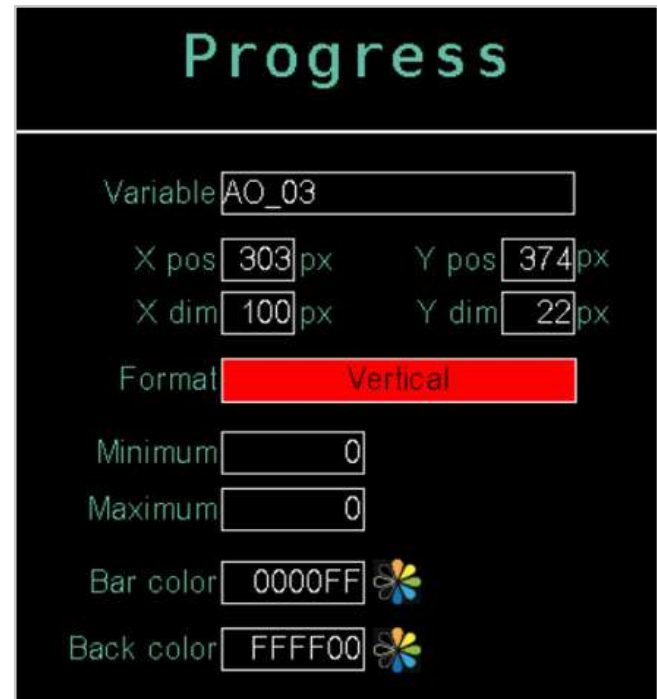 Progress
Variable AO_03
X pos 303 px Y pos 374 px
X dim 100 px Y dim 22 px
Format Vertical
Minimum 0
Maximum 0
Bar color 0000FF
Back color FFFF00